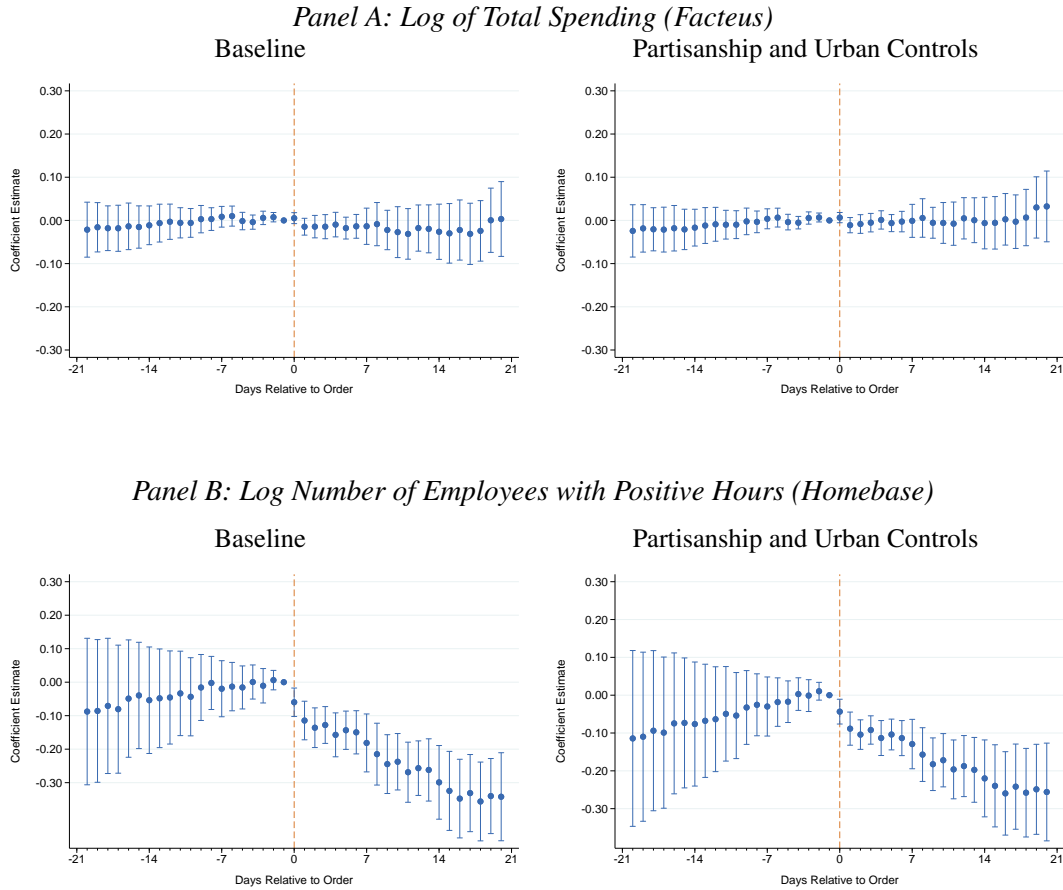 Panel A: Log of Total Spending (Facteus)
Baseline
Partisanship and Urban Controls
0.30
0.20
0.10
0.00
-0.10
-0.20
-0.30
Coefficient Estimate
-21 -14 -7 0 7 14 21
Days Relative to Order
0.30
0.20
0.10
0.00
-0.10
-0.20
-0.30
Coefficient Estimate
-21 -14 -7 0 7 14 21
Days Relative to Order
Panel B: Log Number of Employees with Positive Hours (Homebase)
Baseline
Partisanship and Urban Controls
0.30
0.20
0.10
0.00
-0.10
-0.20
-0.30
Coefficient Estimate
-21 -14 -7 0 7 14 21
Days Relative to Order
0.30
0.20
0.10
0.00
-0.10
-0.20
-0.30
Coefficient Estimate
-21 -14 -7 0 7 14 21
Days Relative to Order